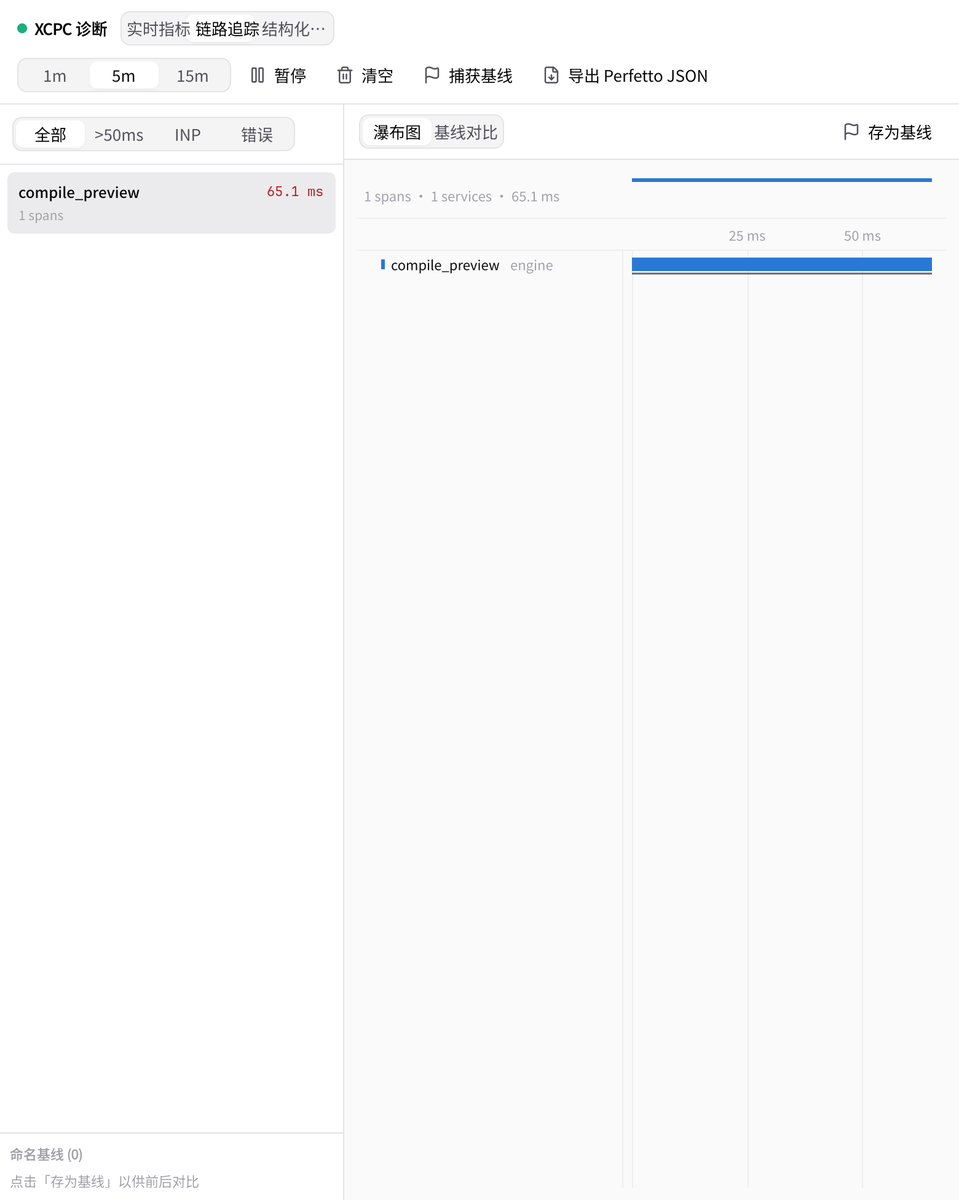 XCPC 诊断 实时指标 链路追踪 结构化…
1m 5m 15m 暂停 清空 捕获基线 导出 Perfetto JSON
全部 >50ms INP 错误
瀑布图 基线对比 存为基线
compile_preview 65.1 ms
1 spans
1 spans • 1 services • 65.1 ms
25 ms 50 ms
compile_preview engine
命名基线 (0)
点击「存为基线」以供前后对比